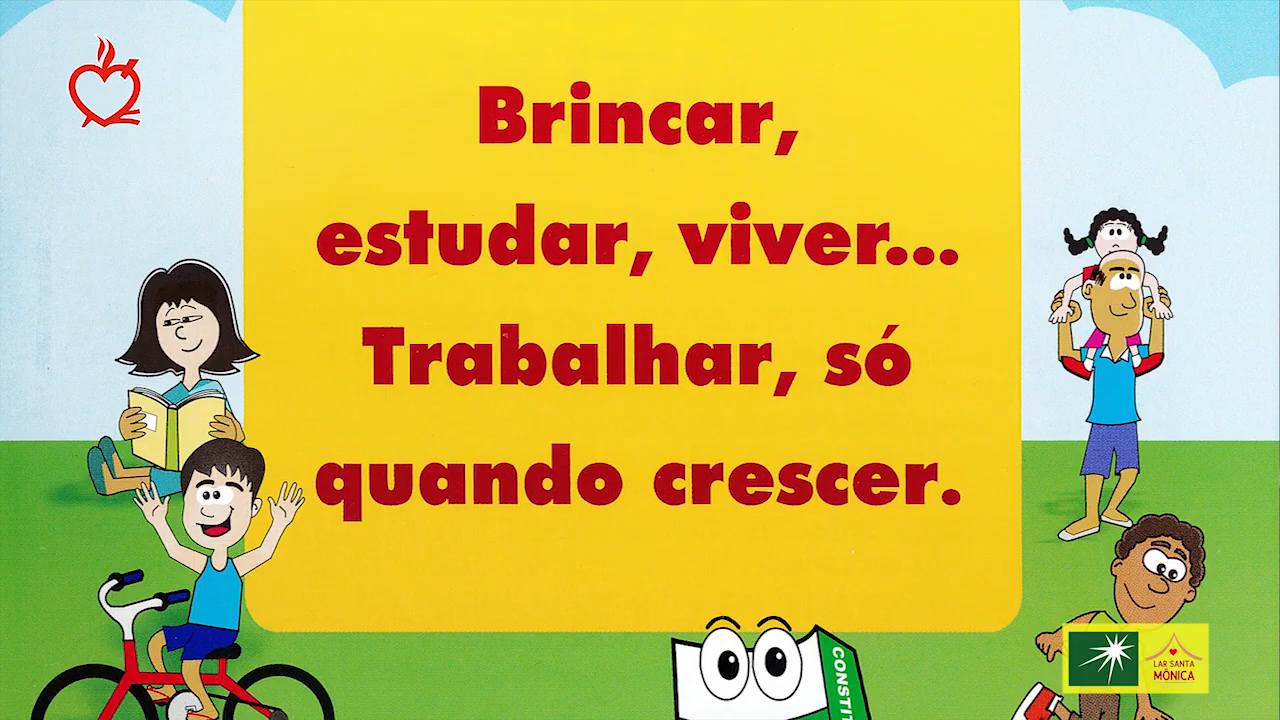 Brincar,
estudar, viver...
Trabalhar, só
quando crescer.
LAR SANTA
MÔNICA